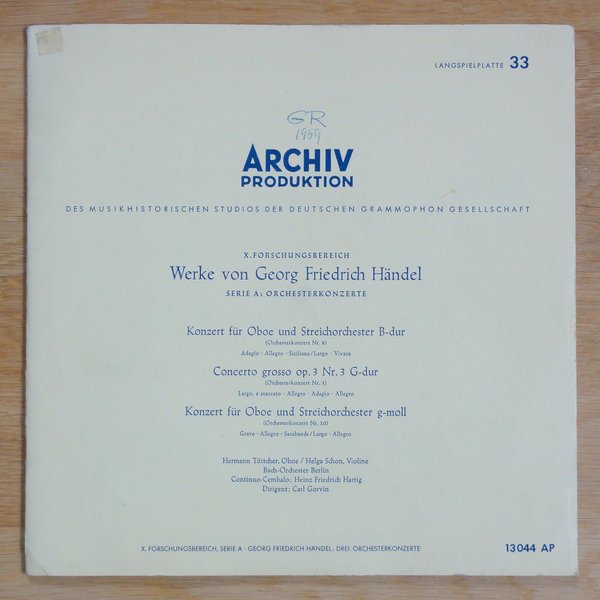 LANGSPIELPLATTE 33
GR
1959
ARCHIV
PRODUKTION
DES MUSIKHISTORISCHEN STUDIOS DER DEUTSCHEN GRAMMOPHON GESELLSCHAFT
X. FORSCHUNGSBEREICH
Werke von Georg Friedrich Händel
SERIE A: ORCHESTERKONZERTE
Konzert für Oboe und Streichorchester B-dur
(Orchesterkonzert Nr. 8)
Adagio - Allegro - Siciliana/Largo - Vivace
Concerto grosso op. 3 Nr. 3 G-dur
(Orchesterkonzert Nr. 3)
Largo, e staccato - Allegro - Adagio - Allegro
Konzert für Oboe und Streichorchester g-moll
(Orchesterkonzert Nr. 10)
Grave - Allegro - Sarabande/Largo - Allegro
Hermann Töttcher, Oboe / Helga Schon, Violine
Bach-Orchester Berlin
Continuo-Cembalo: Heinz Friedrich Hartig
Dirigent: Carl Gorvin
X. FORSCHUNGSBEREICH, SERIE A · GEORG FRIEDRICH HÄNDEL: DREI ORCHESTERKONZERTE
13044 AP